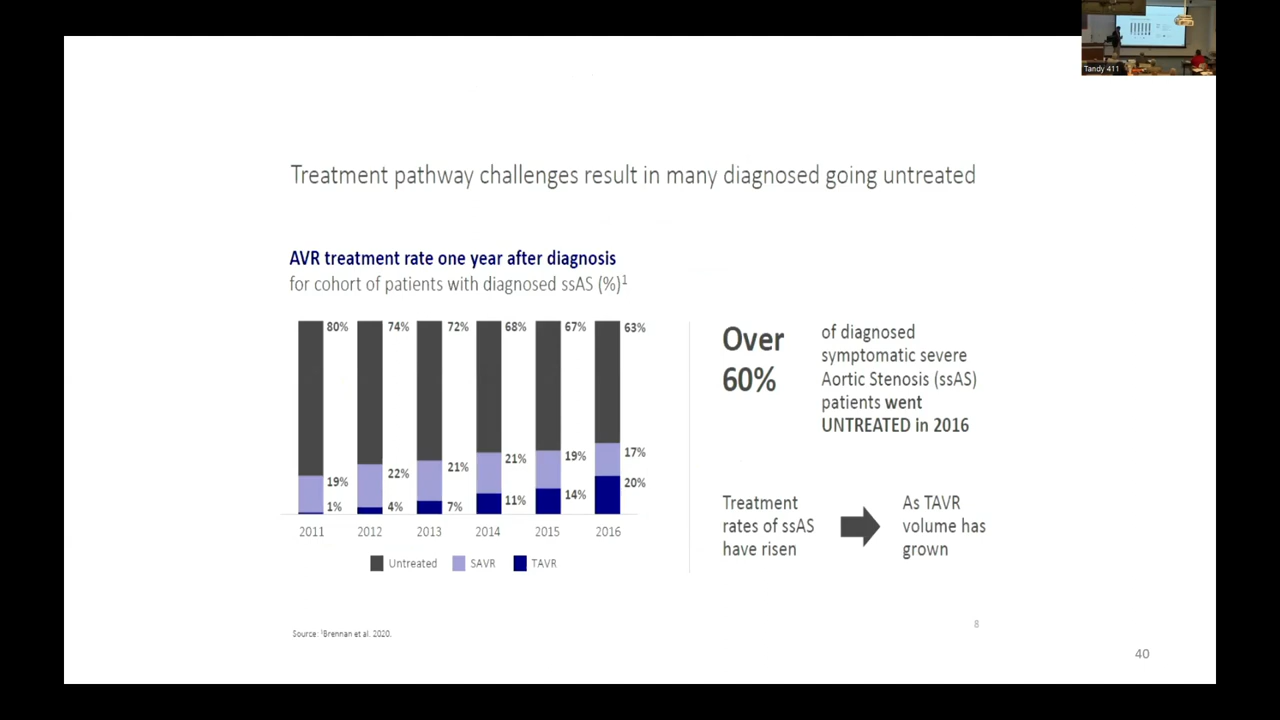 Tandy 411
Treatment pathway challenges result in many diagnosed going untreated
AVR treatment rate one year after diagnosis
for cohort of patients with diagnosed ssAS (%)¹
80%
74%
72%
68%
67%
63%
19%
22%
21%
21%
19%
17%
1%
4%
7%
11%
14%
20%
2011
2012
2013
2014
2015
2016
Untreated
SAVR
TAVR
Over
60%
of diagnosed
symptomatic severe
Aortic Stenosis (ssAS)
patients went
UNTREATED in 2016
Treatment
rates of ssAS
have risen
As TAVR
volume has
grown
Source: ¹Brennan et al. 2020.
8
40